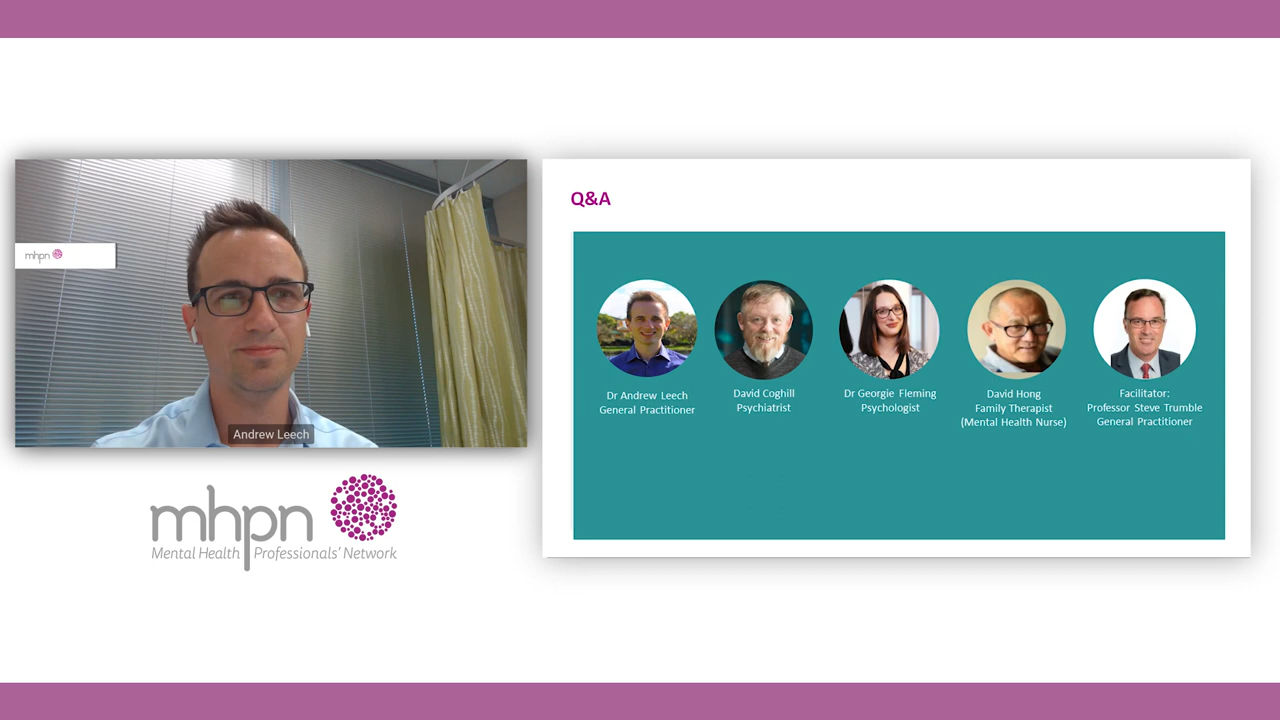 mhpn
Andrew Leech
mhpn
Mental Health Professionals' Network
Q&A
Dr Andrew Leech
General Practitioner
David Coghill
Psychiatrist
Dr Georgie Fleming
Psychologist
David Hong
Family Therapist
(Mental Health Nurse)
Facilitator:
Professor Steve Trumble
General Practitioner